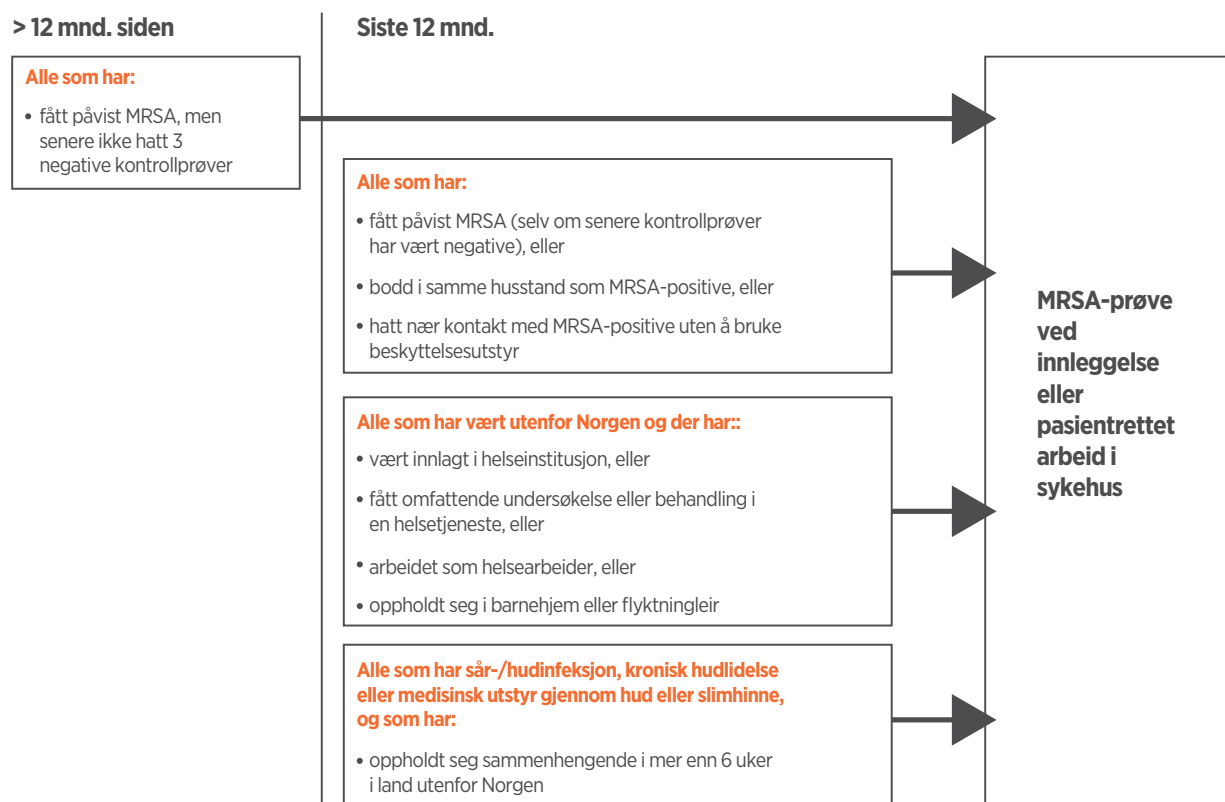 > 12 mnd. siden
Siste 12 mnd.
Alle som har:
• fått påvist MRSA, men
senere ikke hatt 3
negative kontrollprøver
Alle som har:
• fått påvist MRSA (selv om senere kontrollprøver
har vært negative), eller
• bodd i samme husstand som MRSA-positive, eller
• hatt nær kontakt med MRSA-positive uten å bruke
beskyttelsesutstyr
Alle som har vært utenfor Norgen og der har::
• vært innlagt i helseinstitusjon, eller
• fått omfattende undersøkelse eller behandling i
en helsetjeneste, eller
• arbeidet som helsearbeider, eller
• oppholdt seg i barnehjem eller flyktningleir
Alle som har sår-/hudinfeksjon, kronisk hudlidelse
eller medisinsk utstyr gjennom hud eller slimhinne,
og som har:
• oppholdt seg sammenhengende i mer enn 6 uker
i land utenfor Norgen
MRSA-prøve
ved
innleggelse
eller
pasientrettet
arbeid i
sykehus